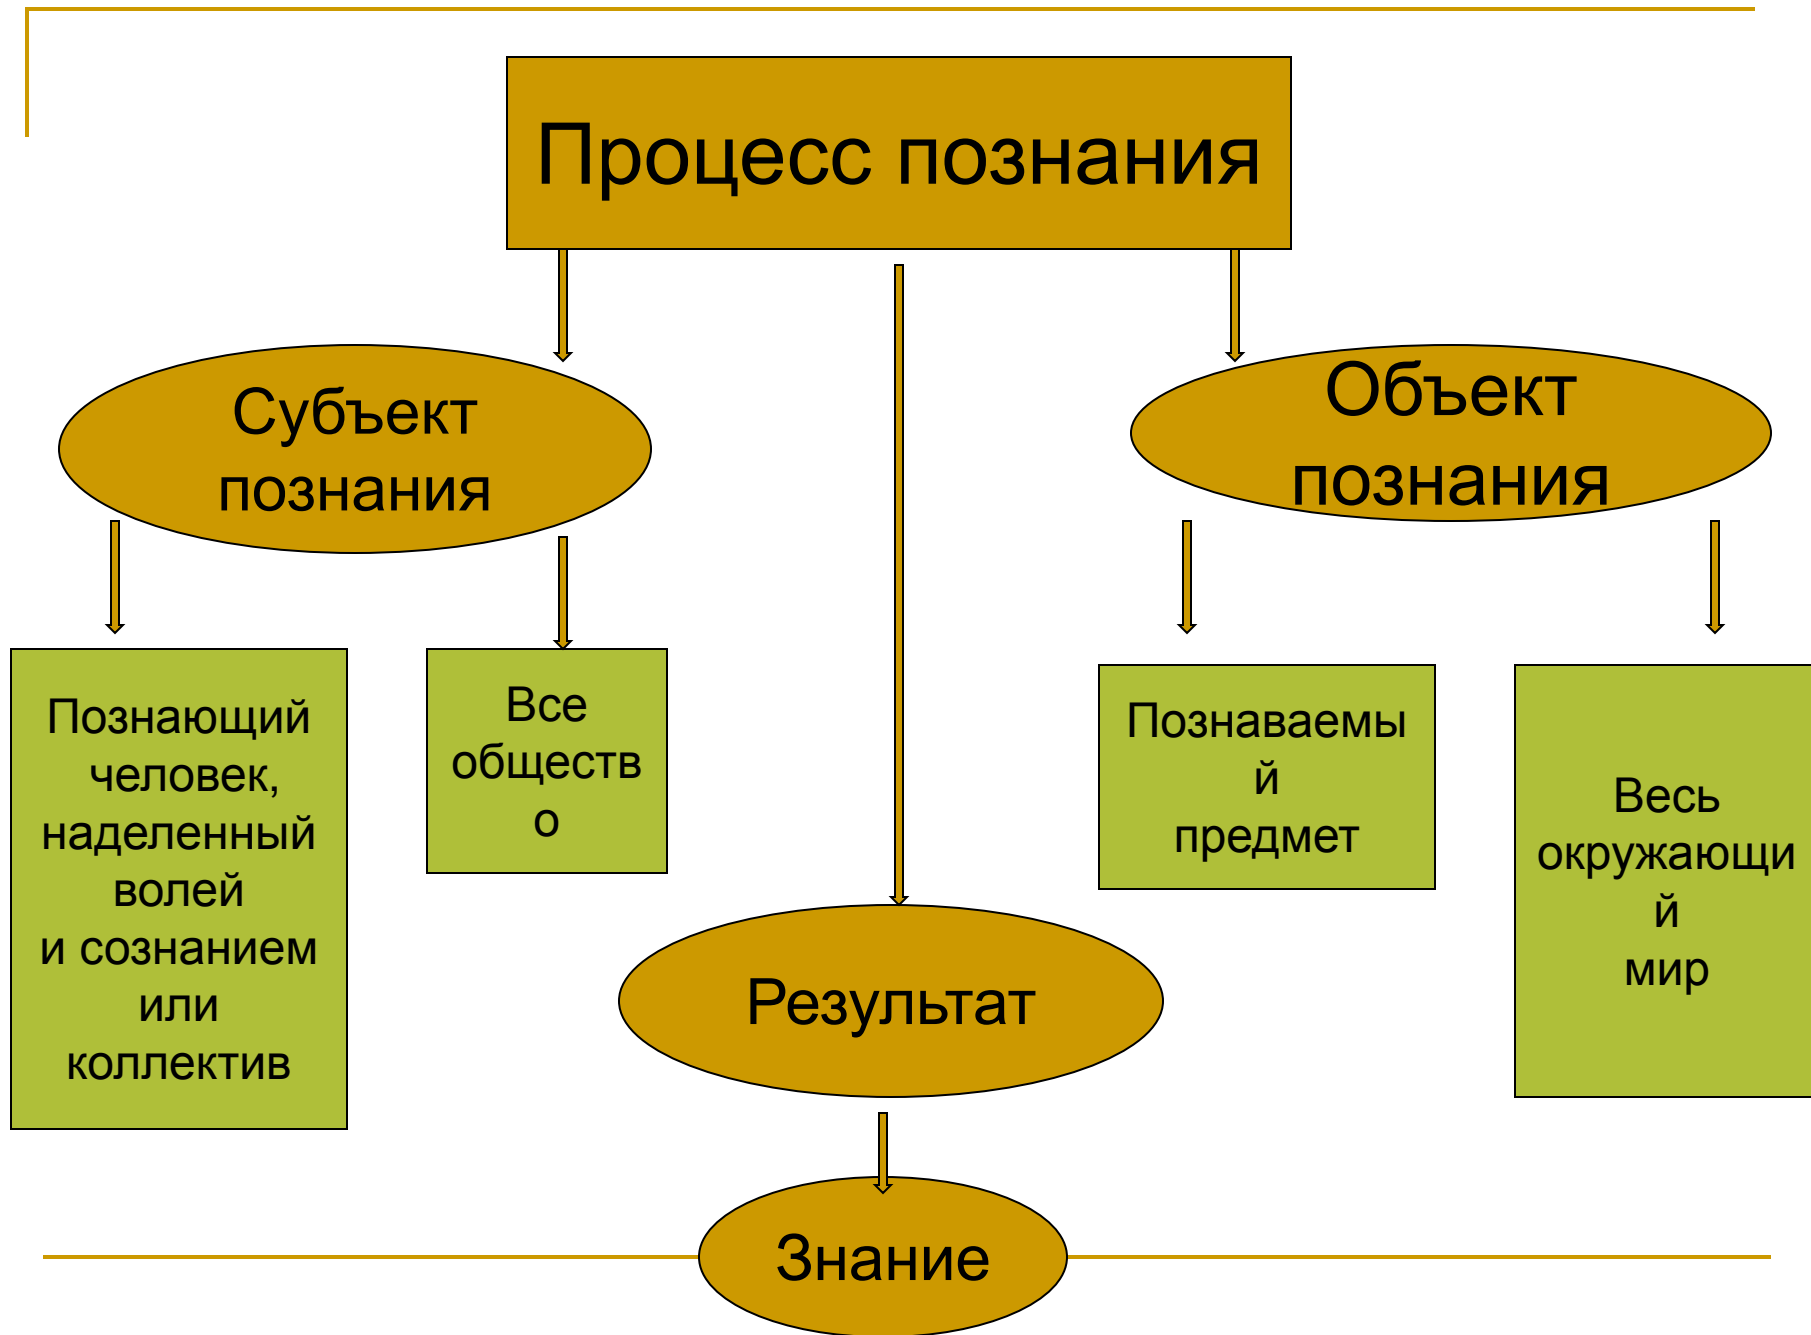 Процесс познания
Субъект
познания
Объект
познания
Познающий
человек,
наделенный
волей
и сознанием
или
коллектив
Все
обществ
о
Познаваемы
й
предмет
Весь
окружающи
й
мир
Результат
Знание